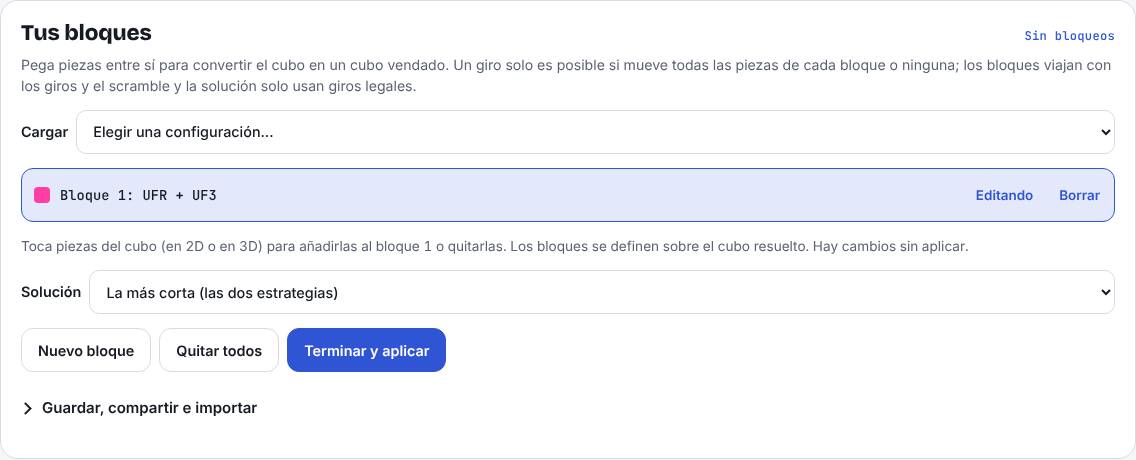 Tus bloques
Sin bloqueos
Pega piezas entre sí para convertir el cubo en un cubo vendado. Un giro solo es posible si mueve todas las piezas de cada bloque o ninguna; los bloques viajan con
los giros y el scramble y la solución solo usan giros legales.
Cargar Elegir una configuración...
Bloque 1: UFR + UF3 Editando Borrar
Toca piezas del cubo (en 2D o en 3D) para añadirlas al bloque 1 o quitarlas. Los bloques se definen sobre el cubo resuelto. Hay cambios sin aplicar.
Solución La más corta (las dos estrategias)
Nuevo bloque Quitar todos Terminar y aplicar
Guardar, compartir e importar